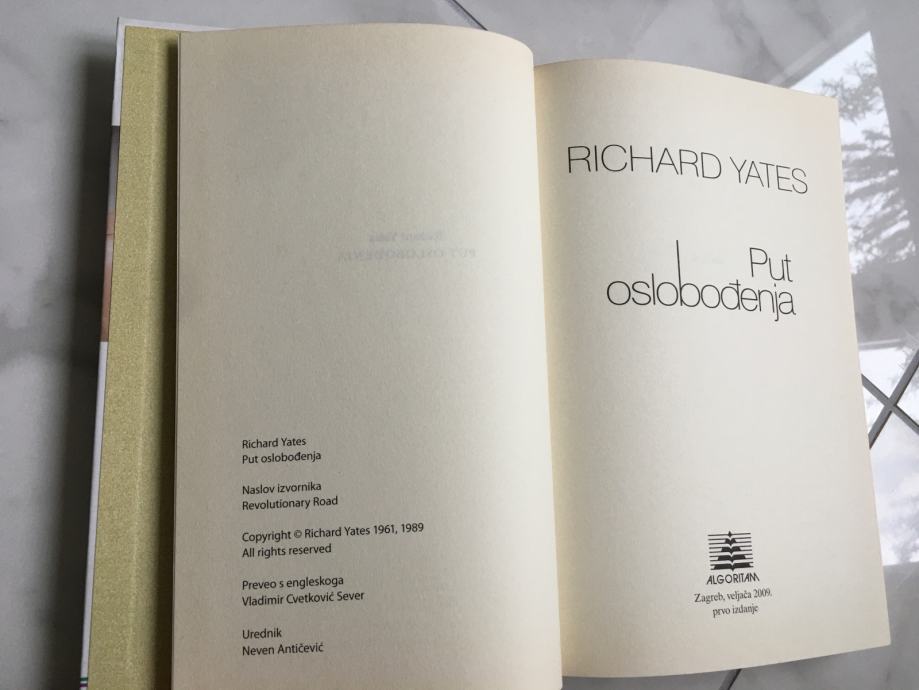 Richard Yates
Put oslobođenja
Naslov izvornika
Revolutionary Road
Copyright © Richard Yates 1961, 1989
All rights reserved
Preveo s engleskoga
Vladimir Cvetković Sever
Urednik
Neven Antičević
RICHARD YATES
Put
oslobođenja
ALGORITAM
Zagreb, veljača 2009.
prvo izdanje